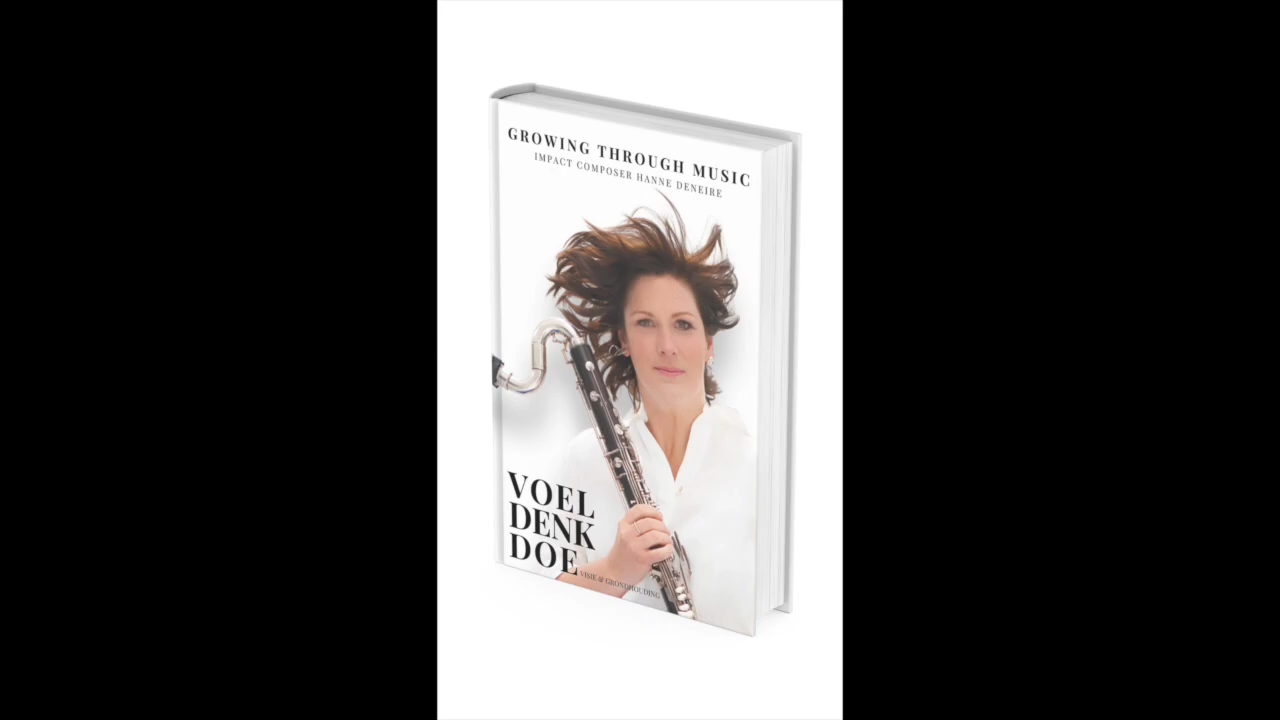 GROWING THROUGH MUSIC
IMPACT COMPOSER HANNE DENEIRE
VOEL
DENK
DOE
VISIE & GRONDHOUDING